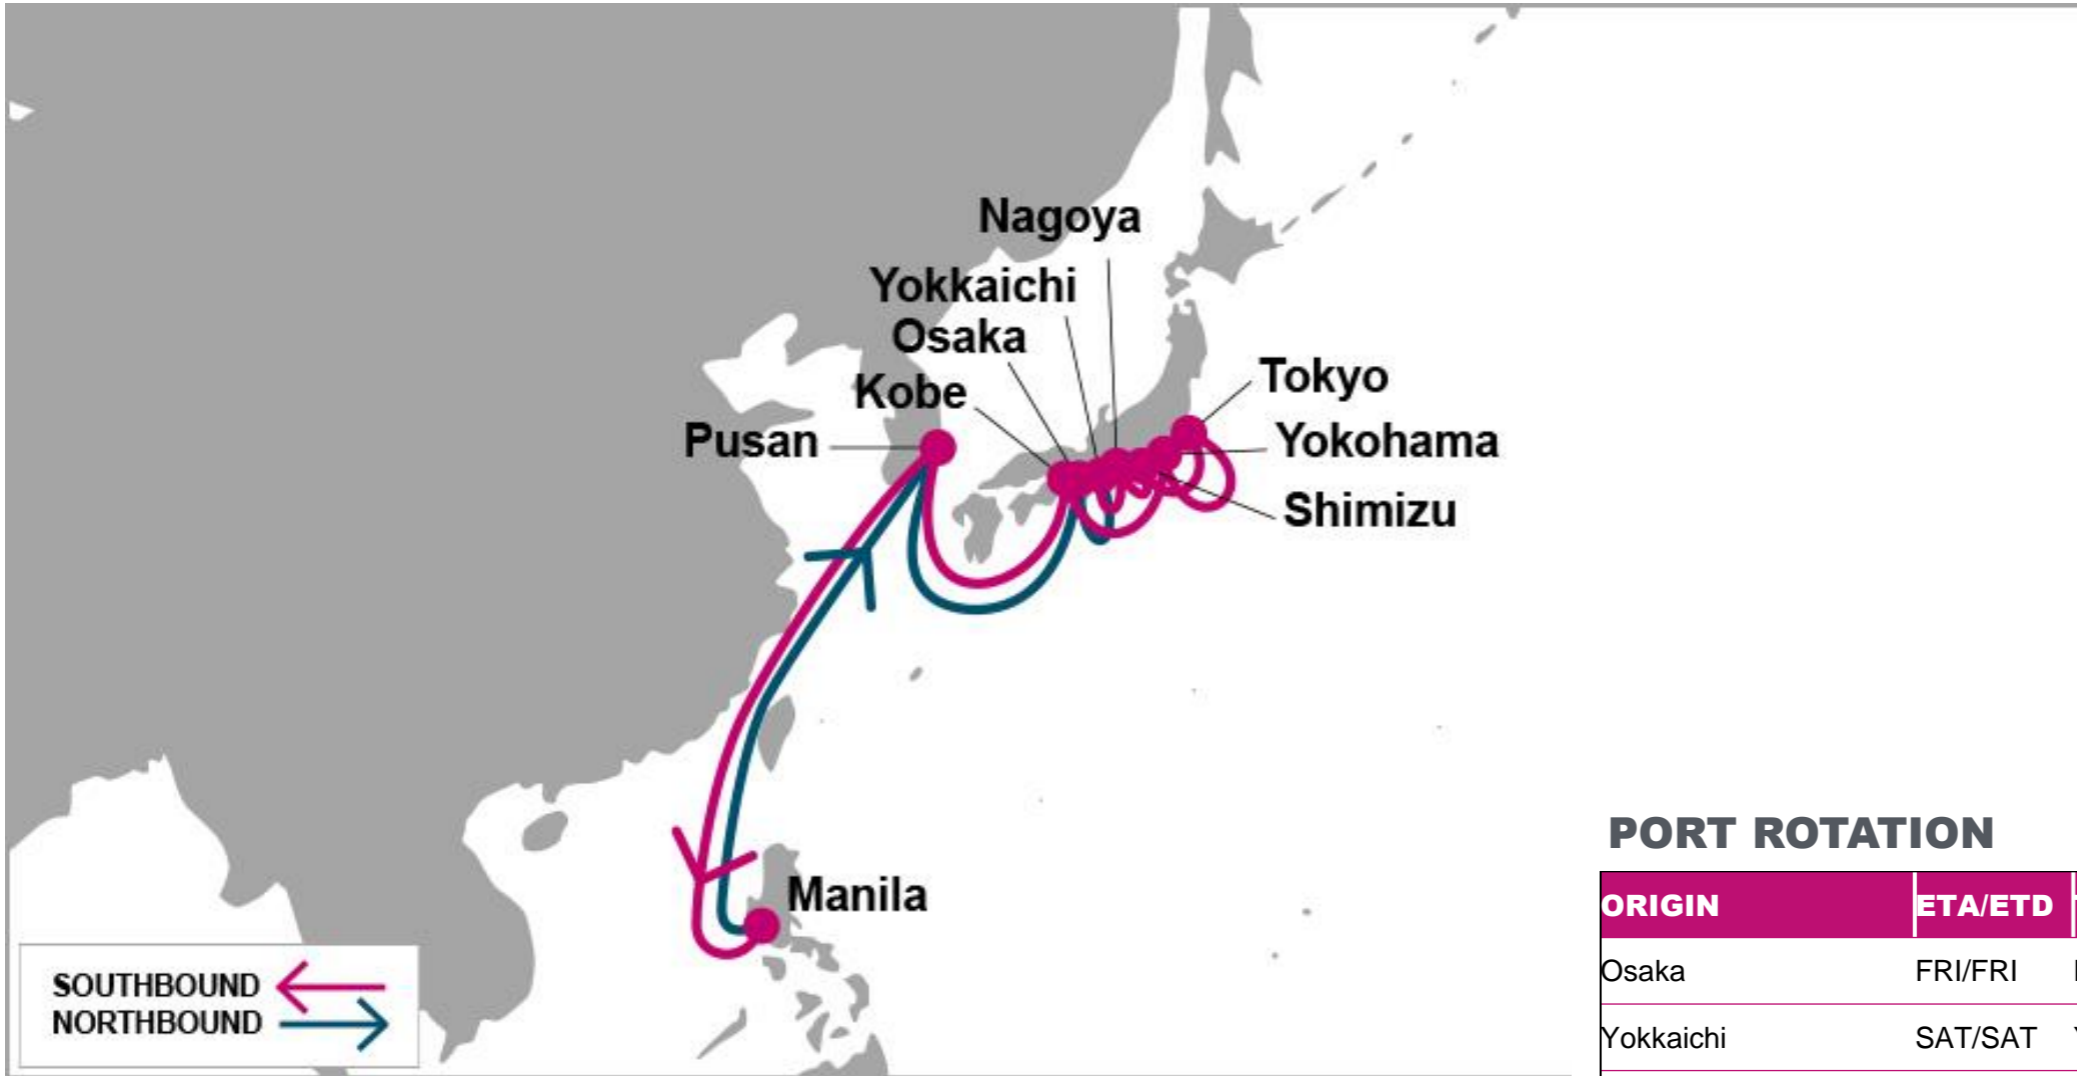 Nagoya
Yokkaichi
Osaka
Kobe
Pusan
Tokyo
Yokohama
Shimizu
Manila
SOUTHBOUND
NORTHBOUND
PORT ROTATION
ORIGIN ETA/ETD
Osaka FRI/FRI
Yokkaichi SAT/SAT